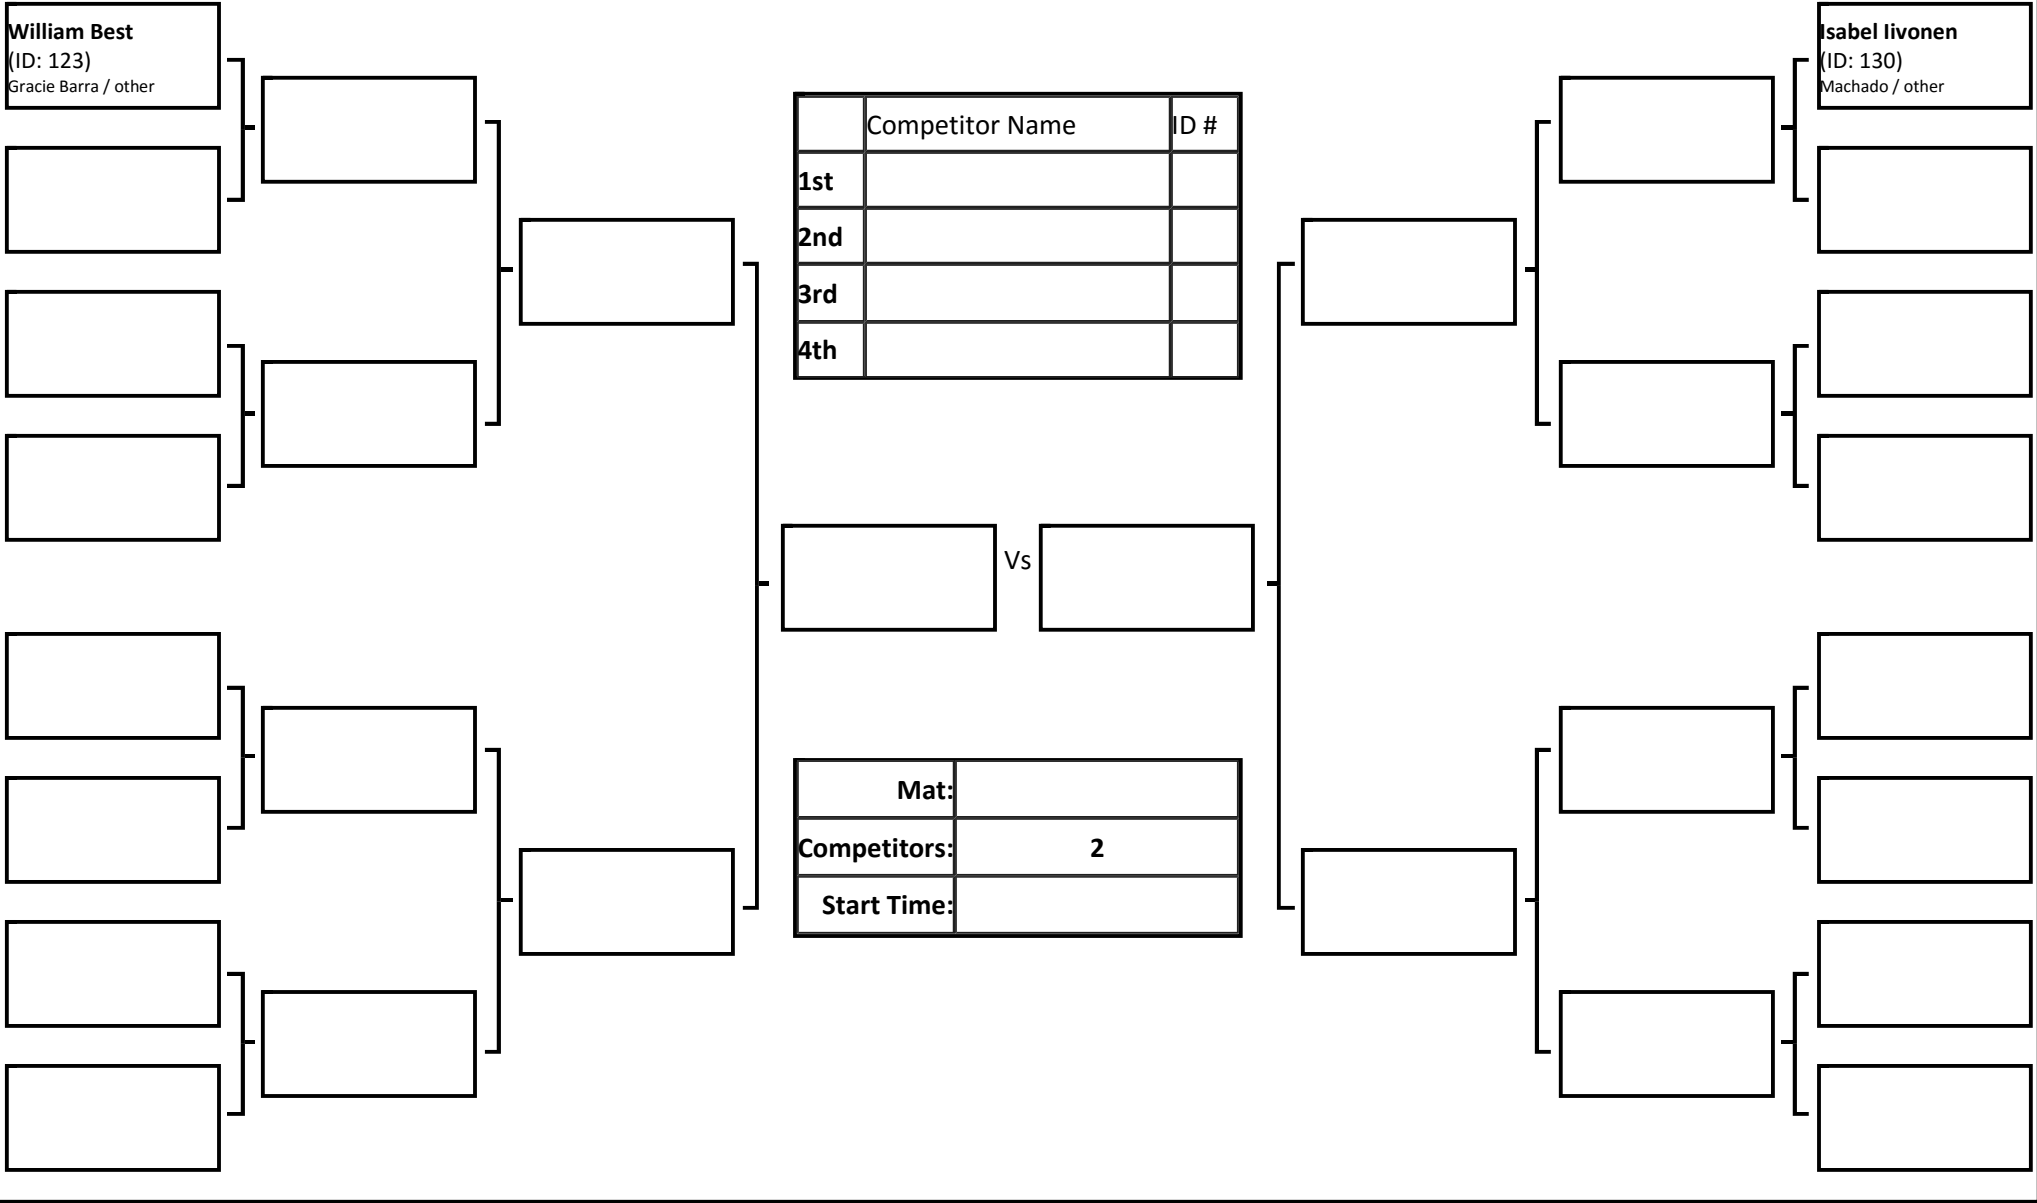 William Best
(ID: 123)
Gracie Barra / other
Isabel Iivonen
(ID: 130)
Machado / other
Competitor Name ID #
1st
2nd
3rd
4th
Vs
Mat:
Competitors: 2
Start Time: